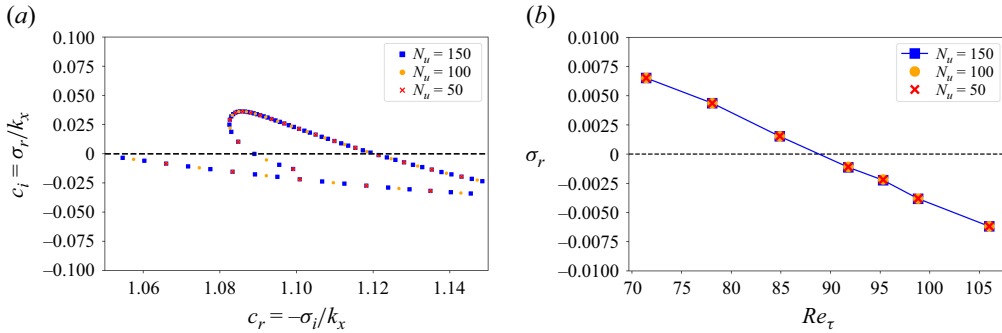 (a)
0.100
0.075
0.050
0.025
0
–0.025
–0.050
–0.075
–0.100
c_i = σ_r/k_x
N_u = 150
N_u = 100
N_u = 50
1.06 1.08 1.10 1.12 1.14
c_r = –σ_i/k_x
(b)
0.0100
0.0075
0.0050
0.0025
0
–0.0025
–0.0050
–0.0075
–0.0100
σ_r
N_u = 150
N_u = 100
N_u = 50
70 75 80 85 90 95 100 105
Re_τ